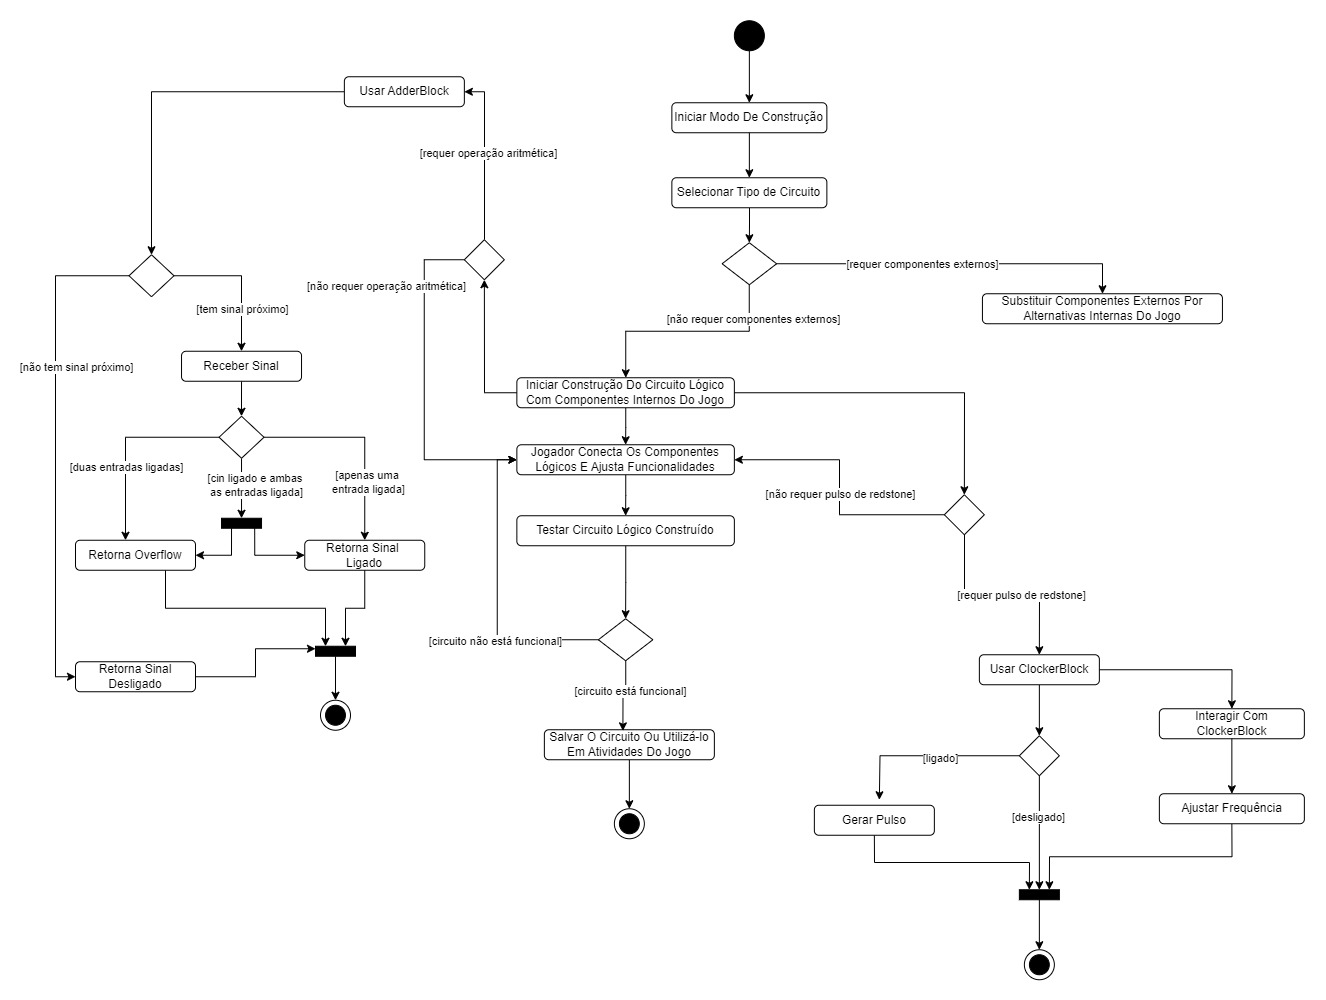 Usar AdderBlock
Iniciar Modo De Construção
[requer operação aritmética]
Selecionar Tipo de Circuito
[requer componentes externos]
[não requer operação aritmética]
[tem sinal próximo]
[não requer componentes externos]
Substituir Componentes Externos Por
Alternativas Internas Do Jogo
[não tem sinal próximo]
Receber Sinal
Iniciar Construção Do Circuito Lógico
Com Componentes Internos Do Jogo
[duas entradas ligadas]
[cin ligado e ambas
as entradas ligada]
[apenas uma
entrada ligada]
Jogador Conecta Os Componentes
Lógicos E Ajusta Funcionalidades
[não requer pulso de redstone]
Testar Circuito Lógico Construído
Retorna Overflow
Retorna Sinal
Ligado
[requer pulso de redstone]
[circuito não está funcional]
Retorna Sinal
Desligado
[circuito está funcional]
Usar ClockerBlock
Interagir Com
ClockerBlock
Salvar O Circuito Ou Utilizá-lo
Em Atividades Do Jogo
[ligado]
Gerar Pulso
[desligado]
Ajustar Frequência